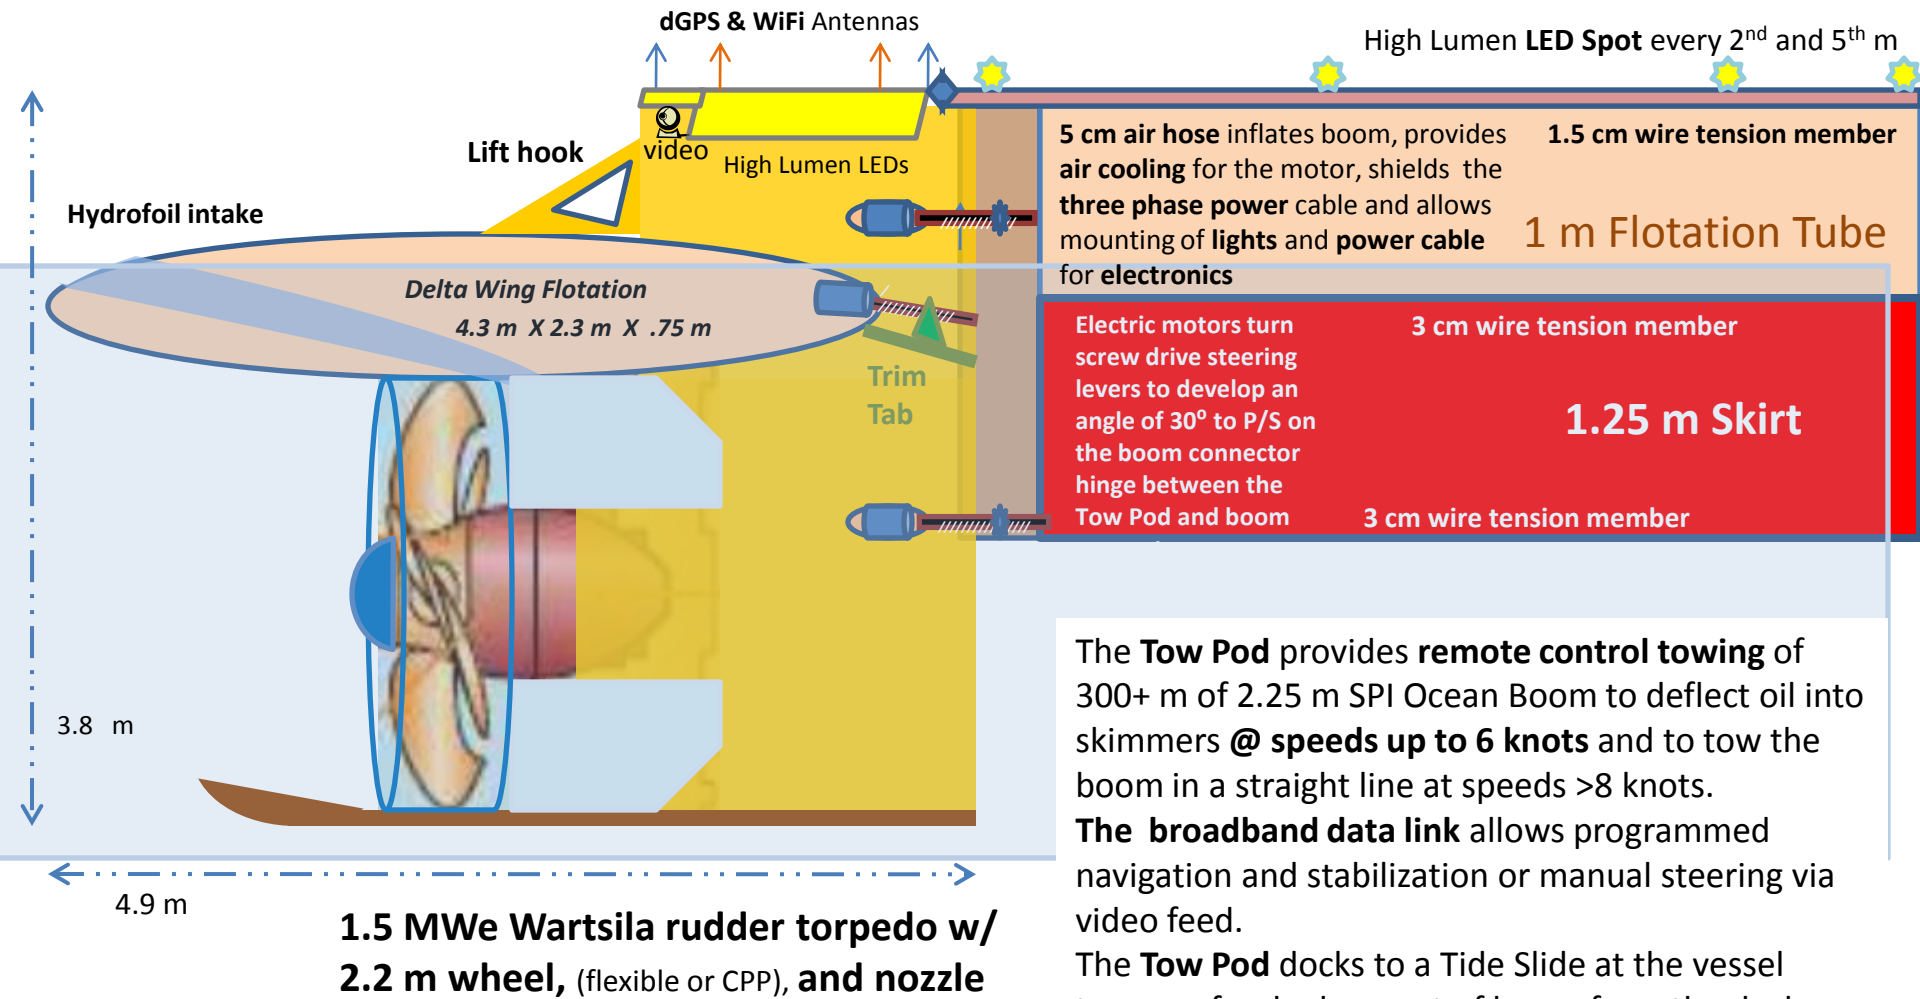 dGPS & WiFi Antennas
High Lumen LED Spot every 2nd and 5th m
Lift hook
video
High Lumen LEDs
Hydrofoil intake
5 cm air hose inflates boom, provides
air cooling for the motor, shields the
three phase power cable and allows
mounting of lights and power cable
for electronics
1.5 cm wire tension member
1 m Flotation Tube
Delta Wing Flotation
4.3 m X 2.3 m X .75 m
Trim
Tab
Electric motors turn
screw drive steering
levers to develop an
angle of 30⁰ to P/S on
the boom connector
hinge between the
Tow Pod and boom
3 cm wire tension member
1.25 m Skirt
3 cm wire tension member
3.8 m
4.9 m
1.5 MWe Wartsila rudder torpedo w/
2.2 m wheel, (flexible or CPP), and nozzle
The Tow Pod provides remote control towing of
300+ m of 2.25 m SPI Ocean Boom to deflect oil into
skimmers @ speeds up to 6 knots and to tow the
boom in a straight line at speeds >8 knots.
The broadband data link allows programmed
navigation and stabilization or manual steering via
video feed.
The Tow Pod docks to a Tide Slide at the vessel